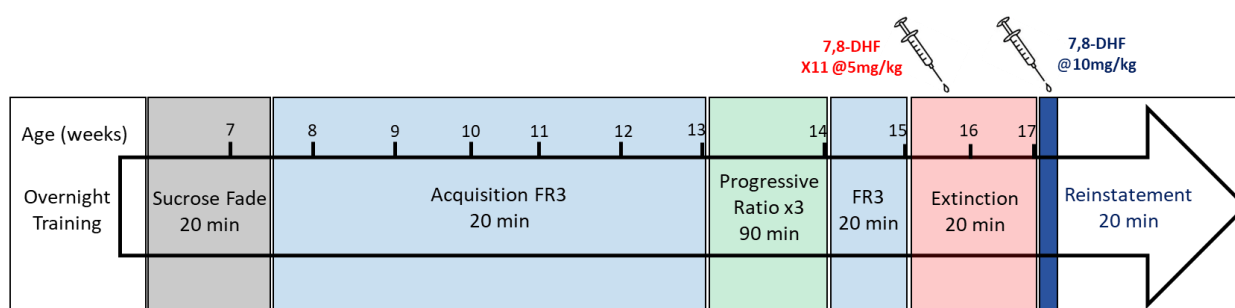 7,8-DHF
X11 @5mg/kg
7,8-DHF
@10mg/kg
Age (weeks)
7
8
9
10
11
12
13
14
15
16
17
Overnight
Training
Sucrose Fade
20 min
Acquisition FR3
20 min
Progressive
Ratio x3
90 min
FR3
20 min
Extinction
20 min
Reinstatement
20 min